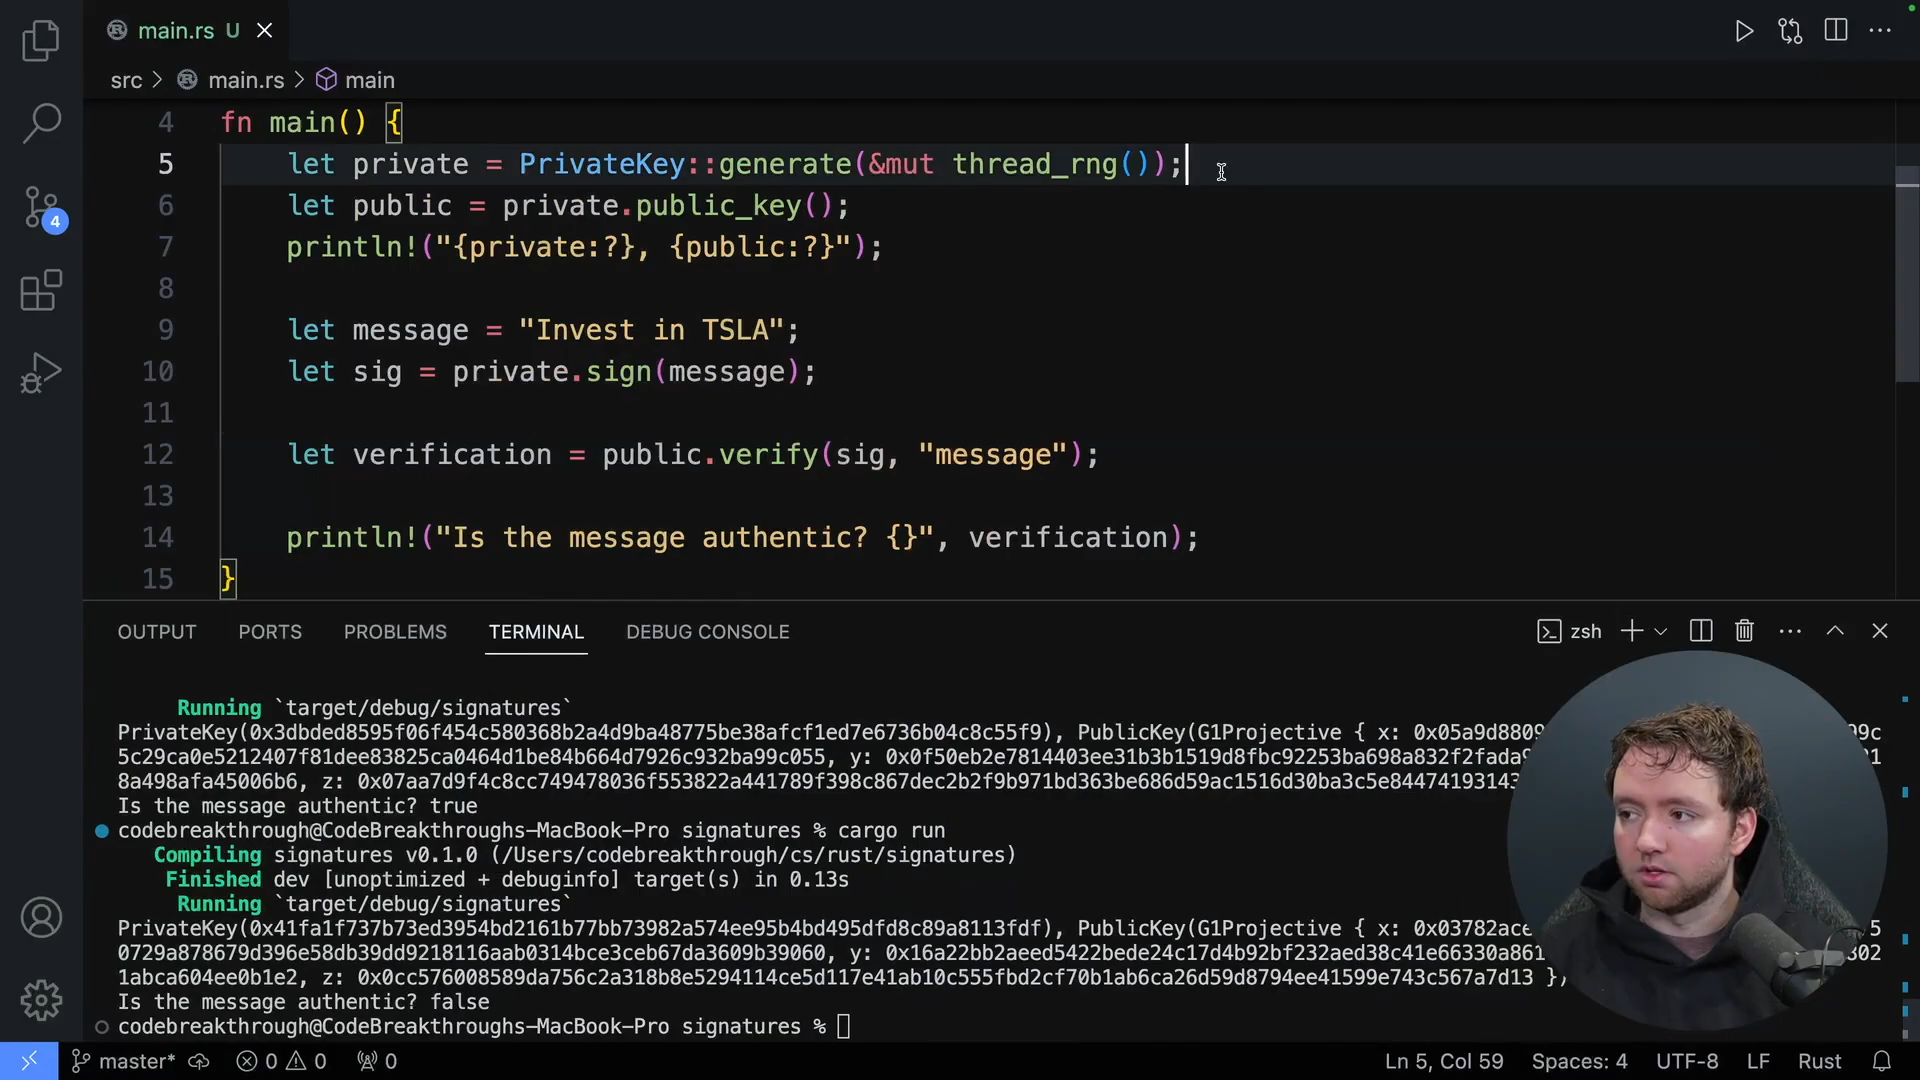 main.rs U
src > main.rs > main
4 fn main() {
5 let private = PrivateKey::generate(&mut thread_rng());
6 let public = private.public_key();
7 println!("{private:?}, {public:?}");
8
9 let message = "Invest in TSLA";
10 let sig = private.sign(message);
11
12 let verification = public.verify(sig, "message");
13
14 println!("Is the message authentic? {}", verification);
15 }
4
OUTPUT PORTS PROBLEMS TERMINAL DEBUG CONSOLE zsh
Running `target/debug/signatures`
PrivateKey(0x3dbded8595f06f454c580368b2a4d9ba48775be38afcf1ed7e6736b04c8c55f9), PublicKey(G1Projective { x: 0x05a9d8809 9c
5c29ca0e5212407f81dee83825ca0464d1be84b664d7926c932ba99c055, y: 0x0f50eb2e7814403ee31b3b1519d8fbc92253ba698a832f2fada9 1
8a498afa45006b6, z: 0x07aa7d9f4c8cc749478036f553822a441789f398c867dec2b2f9b971bd363be686d59ac1516d30ba3c5e84474193143
Is the message authentic? true
codebreakthrough@CodeBreakthroughs-MacBook-Pro signatures % cargo run
Compiling signatures v0.1.0 (/Users/codebreakthrough/cs/rust/signatures)
Finished dev [unoptimized + debuginfo] target(s) in 0.13s
Running `target/debug/signatures`
PrivateKey(0x41fa1f737b73ed3954bd2161b77bb73982a574ee95b4bd495dfd8c89a8113fdf), PublicKey(G1Projective { x: 0x03782ace 5
0729a878679d396e58db39dd9218116aab0314bce3ceb67da3609b39060, y: 0x16a22bb2aeed5422bede24c17d4b92bf232aed38c41e66330a861 302
1abca604ee0b1e2, z: 0x0cc576008589da756c2a318b8e5294114ce5d117e41ab10c555fbd2cf70b1ab6ca26d59d8794ee41599e743c567a7d13 }),
Is the message authentic? false
codebreakthrough@CodeBreakthroughs-MacBook-Pro signatures %
master* 0 0 0 Ln 5, Col 59 Spaces: 4 UTF-8 LF Rust